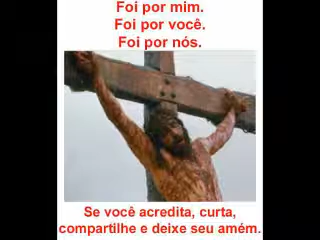 Foi por mim.
Foi por você.
Foi por nós.
Se você acredita, curta,
compartilhe e deixe seu amém.